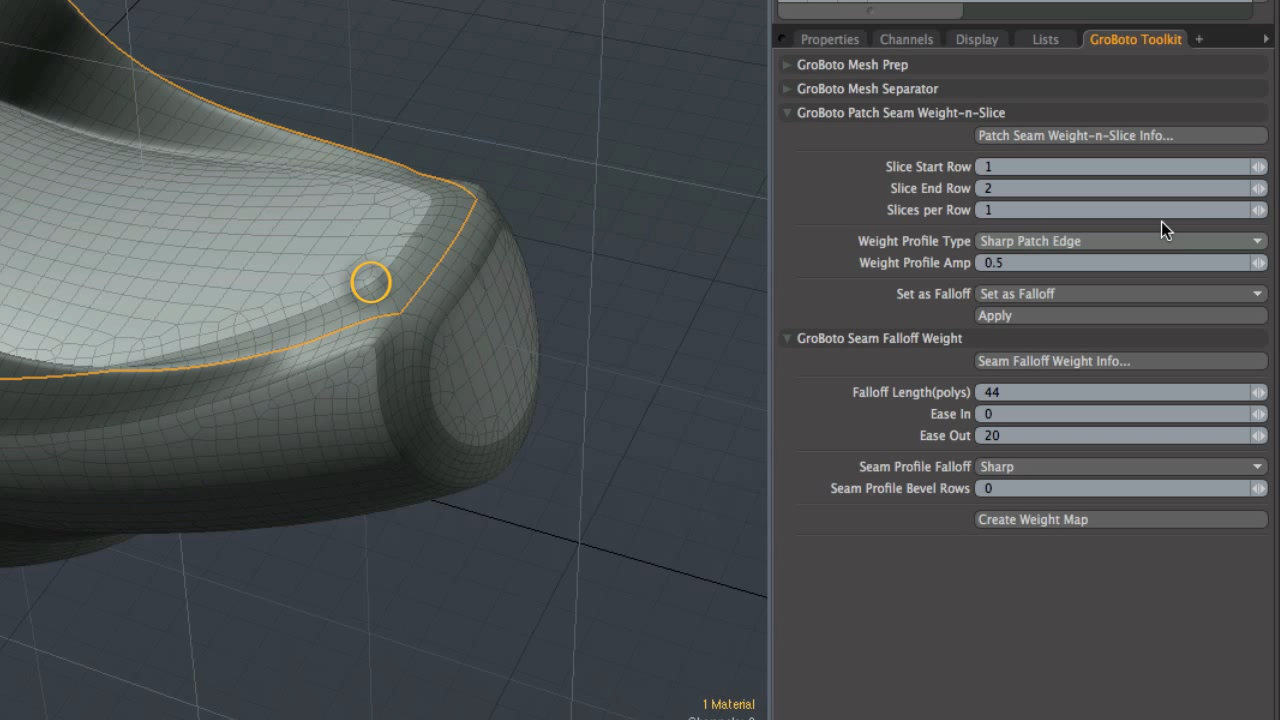 Properties Channels Display Lists GroBoto Toolkit +
GroBoto Mesh Prep
GroBoto Mesh Separator
GroBoto Patch Seam Weight-n-Slice
Patch Seam Weight-n-Slice Info...
Slice Start Row 1
Slice End Row 2
Slices per Row 1
Weight Profile Type Sharp Patch Edge
Weight Profile Amp 0.5
Set as Falloff Set as Falloff
Apply
GroBoto Seam Falloff Weight
Seam Falloff Weight Info...
Falloff Length(polys) 44
Ease In 0
Ease Out 20
Seam Profile Falloff Sharp
Seam Profile Bevel Rows 0
Create Weight Map
1 Material